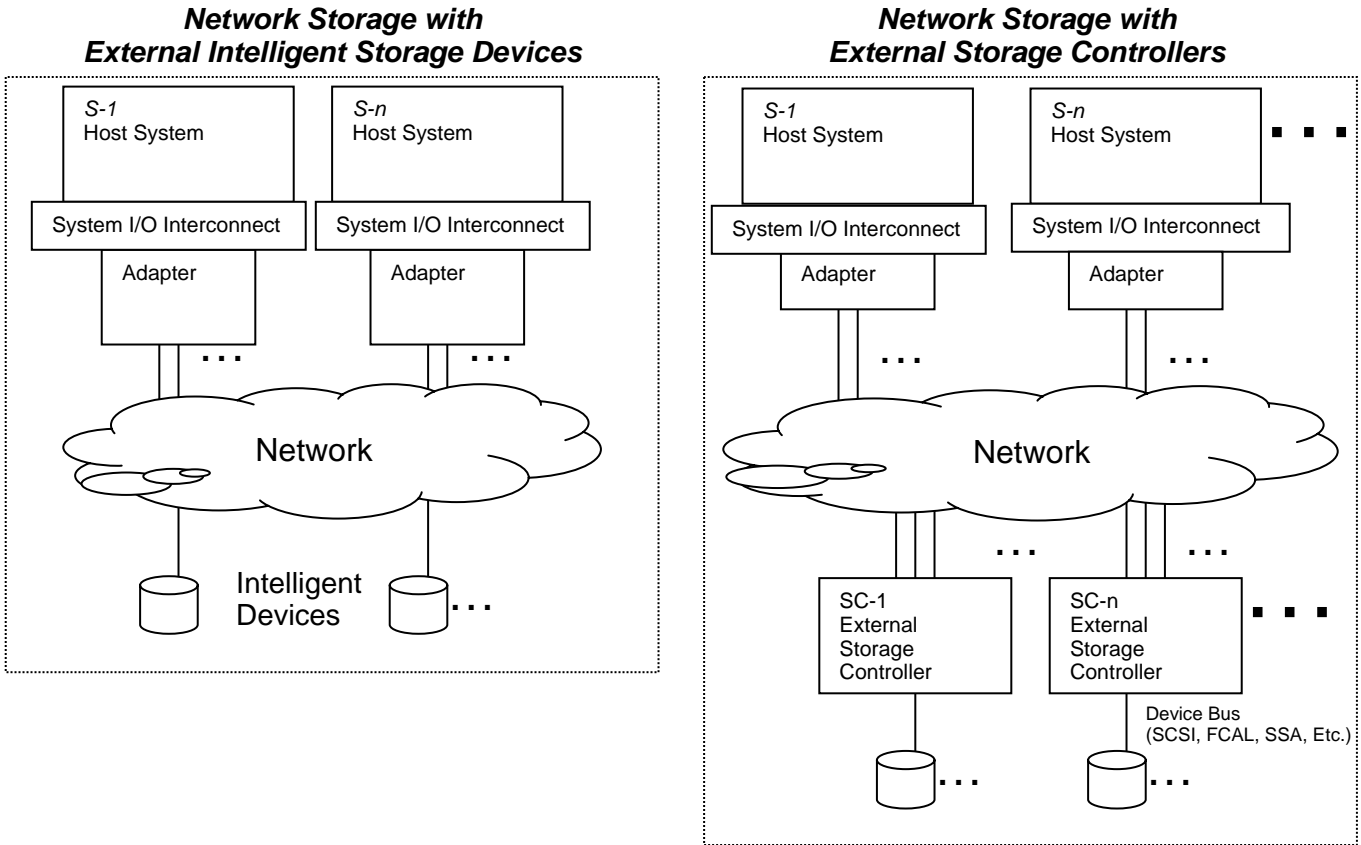 Network Storage with
External Intelligent Storage Devices
S-1
Host System
S-n
Host System
System I/O Interconnect
System I/O Interconnect
Adapter
Adapter
...
...
Network
Intelligent
Devices
...
Network Storage with
External Storage Controllers
S-1
Host System
S-n
Host System
...
System I/O Interconnect
System I/O Interconnect
Adapter
Adapter
...
...
Network
...
...
SC-1
External
Storage
Controller
SC-n
External
Storage
Controller
...
Device Bus
(SCSI, FCAL, SSA, Etc.)
...
...